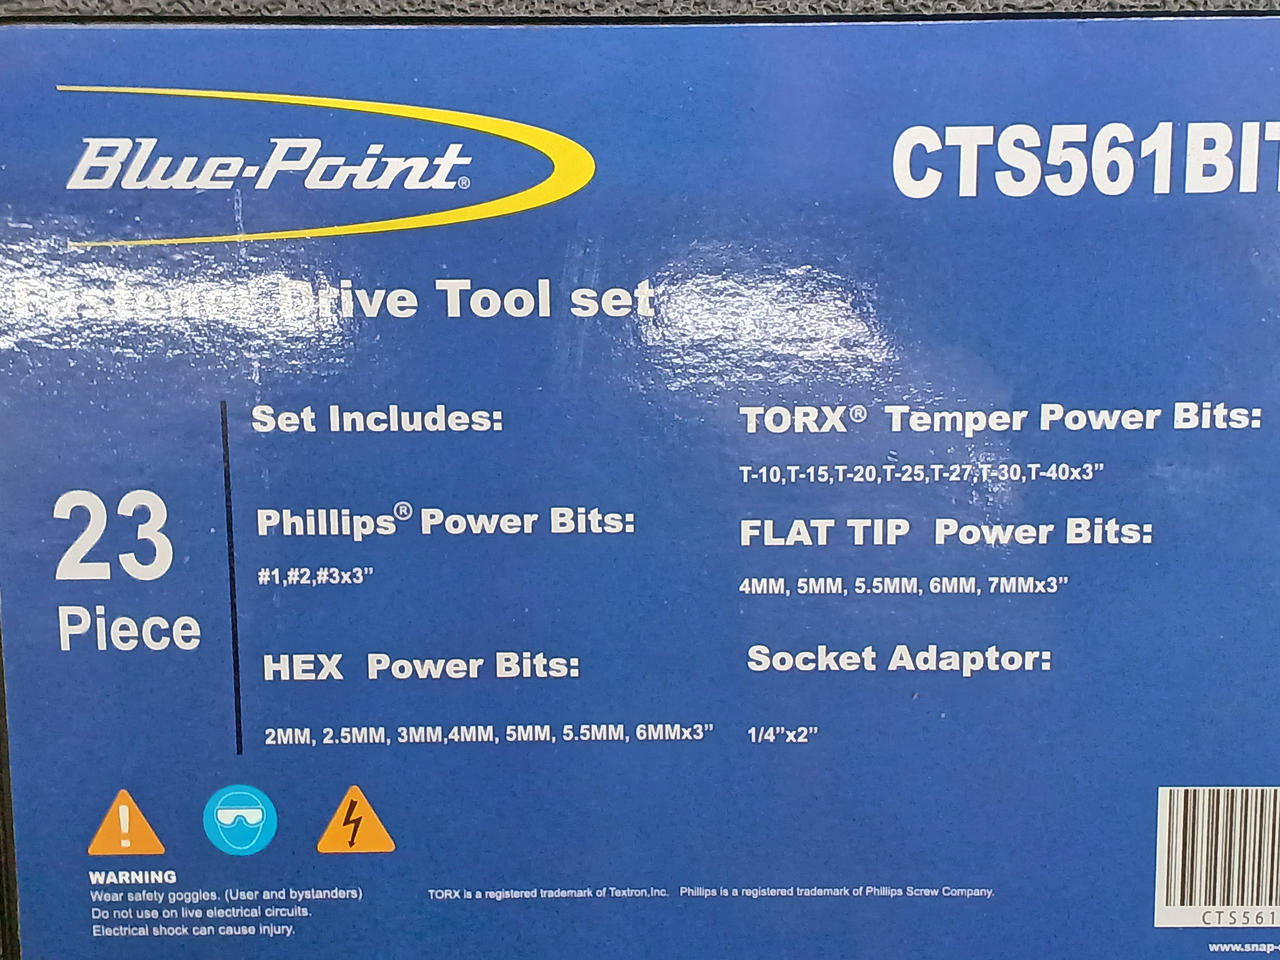 Blue-Point®
CTS561BIT
Fastener Drive Tool set
23
Piece
Set Includes:
Phillips® Power Bits:
#1,#2,#3x3”
HEX Power Bits:
2MM, 2.5MM, 3MM,4MM, 5MM, 5.5MM, 6MMx3”
TORX® Temper Power Bits:
T-10,T-15,T-20,T-25,T-27,T-30,T-40x3”
FLAT TIP Power Bits:
4MM, 5MM, 5.5MM, 6MM, 7MMx3”
Socket Adaptor:
1/4”x2”
WARNING
Wear safety goggles. (User and bystanders)
Do not use on live electrical circuits.
Electrical shock can cause injury.
TORX is a registered trademark of Textron,Inc. Phillips is a registered trademark of Phillips Screw Company.
CTS561
www.snap-